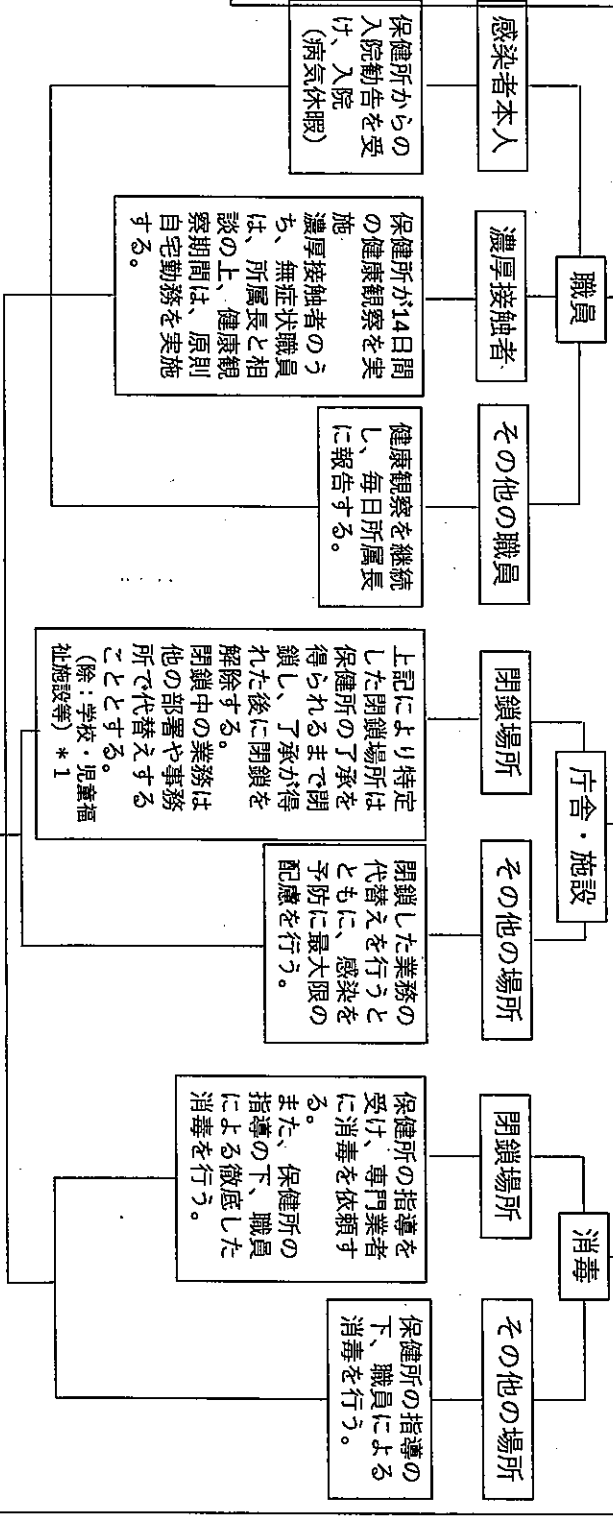 職員
感染者本人
保健所からの
入院勧告を受
け、入院
(病気休暇)
濃厚接触者
保健所が14日間
の健康観察を実
施
濃厚接触者のう
ち、無症状職員
は、所属長と相
談の上、健康観
察期間は、原則
自宅勤務を実施
する。
その他の職員
健康観察を継続
し、毎日所属長
に報告する。
庁舎・施設
閉鎖場所
上記により特定
した閉鎖場所は
保健所の了承を
得られるまで閉
鎖し、了承が得
れた後に閉鎖を
解除する。
閉鎖中の業務は
他の部署や事務
所で代替えする
こととする。
(除:学校・児童福
祉施設等)*1
その他の場所
閉鎖した業務の
代替えを行うと
ともに、感染を
予防に最大限の
配慮を行う。
消毒
閉鎖場所
保健所の指導を
受け、専門業者
に消毒を依頼す
る。
また、保健所の
指導の下、職員
による徹底した
消毒を行う。
その他の場所
保健所の指導の
下、職員による
消毒を行う。